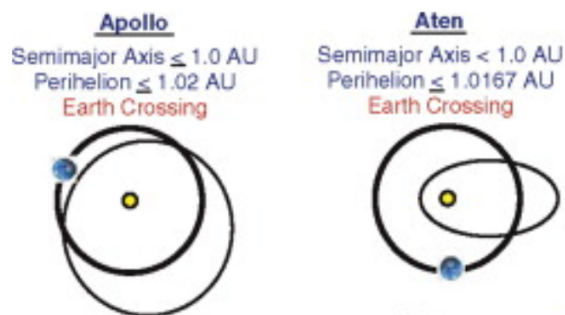 Apollo
Semimajor Axis ≤ 1.0 AU
Perihelion ≤ 1.02 AU
Earth Crossing
Aten
Semimajor Axis < 1.0 AU
Perihelion ≤ 1.0167 AU
Earth Crossing